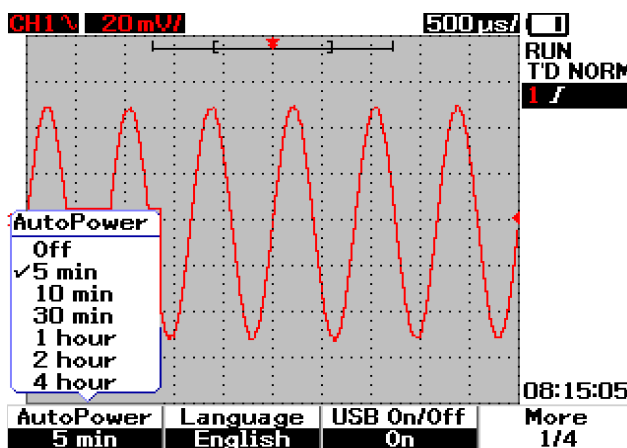 CH1 20 mV/ 500 µs/
RUN
T'D NORM
1
AutoPower
Off
✓5 min
10 min
30 min
1 hour
2 hour
4 hour
08:15:05
AutoPower Language USB On/Off More
5 min English On 1/4